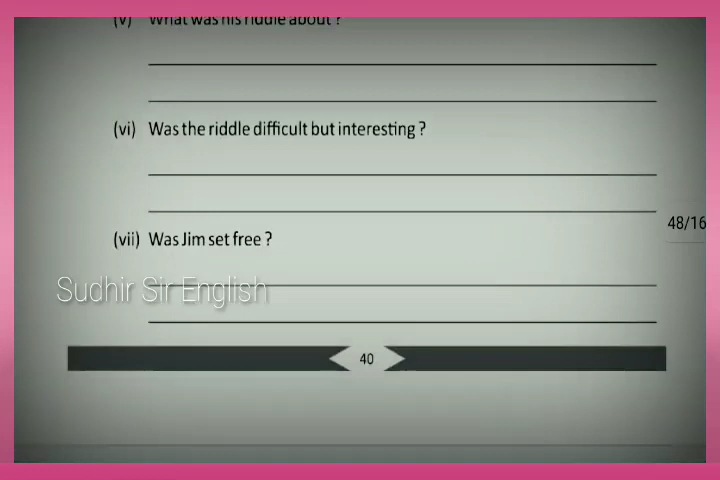 (v) What was his riddle about ?
(vi) Was the riddle difficult but interesting ?
48/16
(vii) Was Jim set free ?
Sudhir Sir English
40